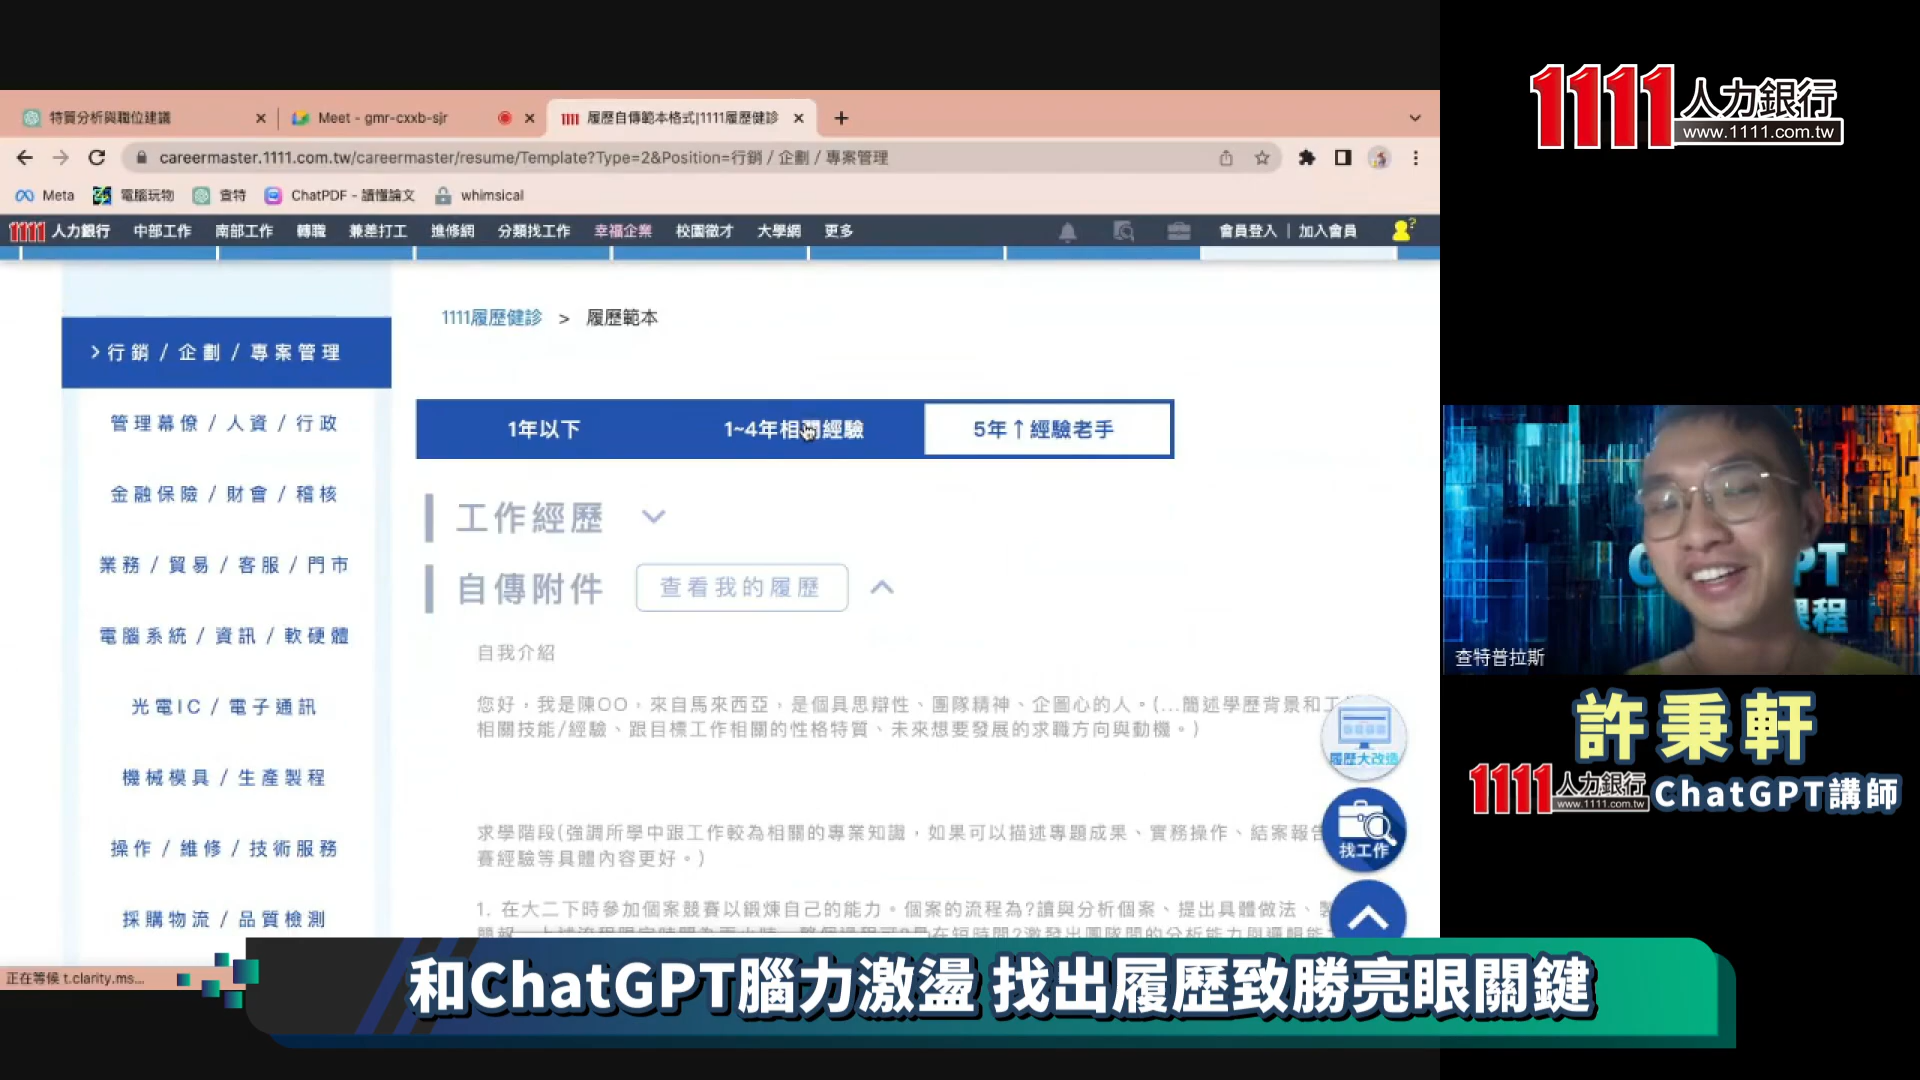 特質分析與職位建議
Meet - gmr-cxxb-sjr
1111 履歷自傳範本格式|1111履歷健診
careermaster.1111.com.tw/careermaster/resume/Template?Type=2&Position=行銷 / 企劃 / 專案管理
Meta 電腦玩物 查特 ChatPDF - 讀懂論文 whimsical
1111 人力銀行 中部工作 南部工作 轉職 兼差打工 進修網 分類找工作 幸福企業 校園徵才 大學網 更多 會員登入 | 加入會員
1111履歷健診 > 履歷範本
行銷 / 企劃 / 專案管理
管理幕僚 / 人資 / 行政
金融保險 / 財會 / 稽核
業務 / 貿易 / 客服 / 門市
電腦系統 / 資訊 / 軟硬體
光電IC / 電子通訊
機械模具 / 生產製程
操作 / 維修 / 技術服務
採購物流 / 品質檢測
1年以下 1~4年相關經驗 5年↑經驗老手
工作經歷
自傳附件 查看我的履歷
自我介紹
您好，我是陳OO，來自馬來西亞，是個具思辯性、團隊精神、企圖心的人。(...簡述學歷背景和工
相關技能/經驗、跟目標工作相關的性格特質、未來想要發展的求職方向與動機。)
求學階段(強調所學中跟工作較為相關的專業知識，如果可以描述專題成果、實務操作、結案報告
賽經驗等具體內容更好。)
1. 在大二下時參加個案競賽以鍛煉自己的能力。個案的流程為?讀與分析個案、提出具體做法、製
履歷大改造
找工作
正在等候 t.clarity.ms...
和ChatGPT腦力激盪 找出履歷致勝亮眼關鍵
1111人力銀行
www.1111.com.tw
查特普拉斯
許秉軒
1111人力銀行 ChatGPT講師
www.1111.com.tw